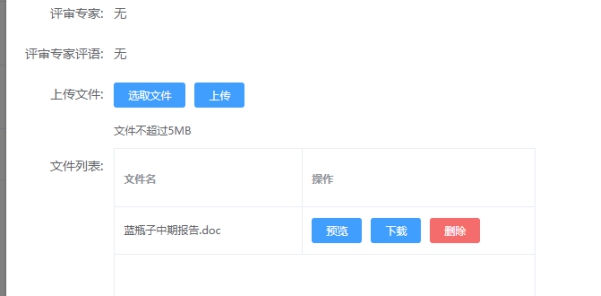 评审专家: 无
评审专家评语: 无
上传文件: 选取文件 上传
文件不超过5MB
文件列表:
文件名 操作
蓝瓶子中期报告.doc 预览 下载 删除